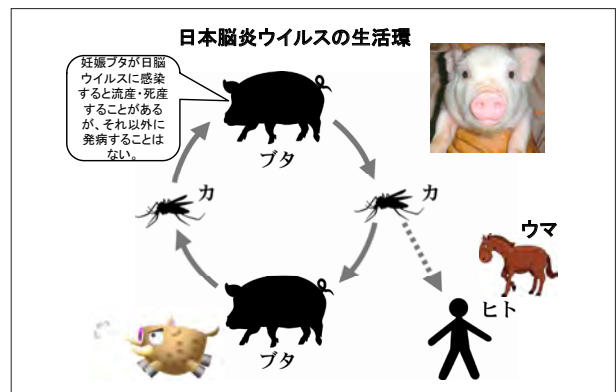 日本脳炎ウイルスの生活環
妊娠ブタが日脳
ウイルスに感染
すると流産・死産
することがある
が、それ以外に
発病することは
ない。
ブタ
カ
カ
ウマ
ヒト
ブタ